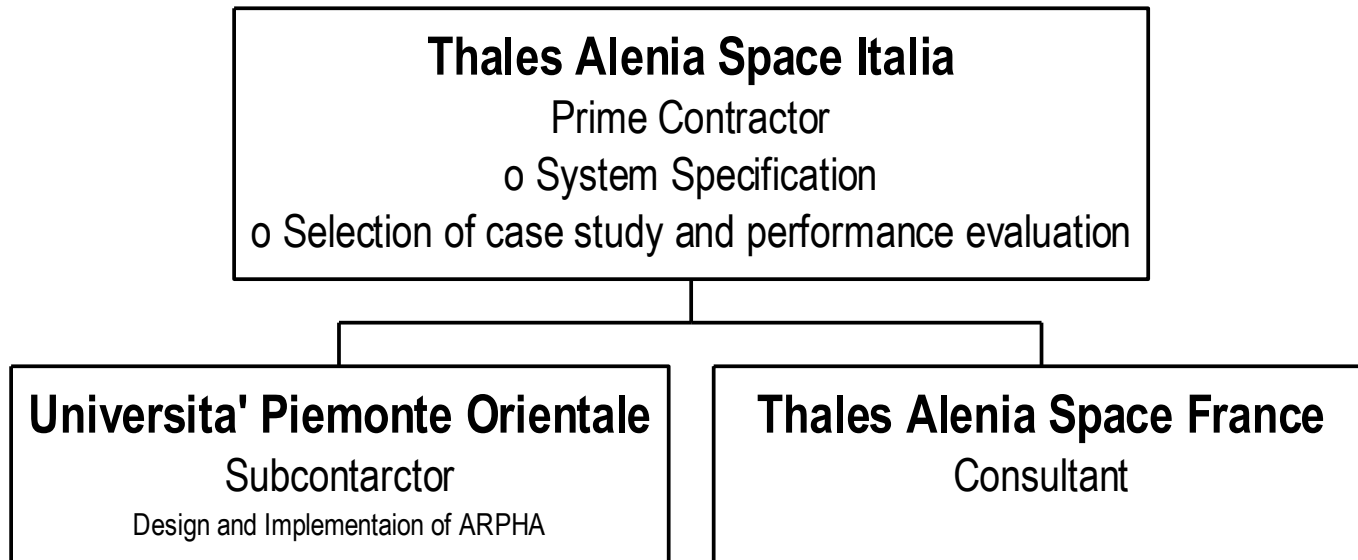 Thales Alenia Space Italia
Prime Contractor
o System Specification
o Selection of case study and performance evaluation
Universita' Piemonte Orientale
Subcontarctor
Design and Implementaion of ARPHA
Thales Alenia Space France
Consultant